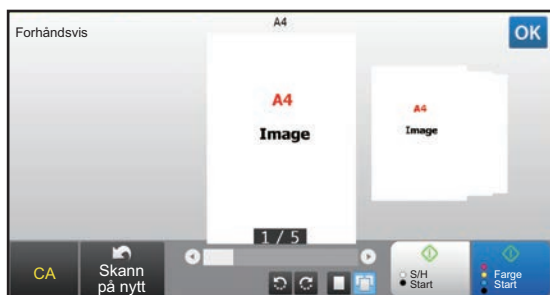 A4
Forhåndsvis
OK
A4
Image
A4
Image
1 / 5
CA
Skann
på nytt
S/H
Start
Farge
Start